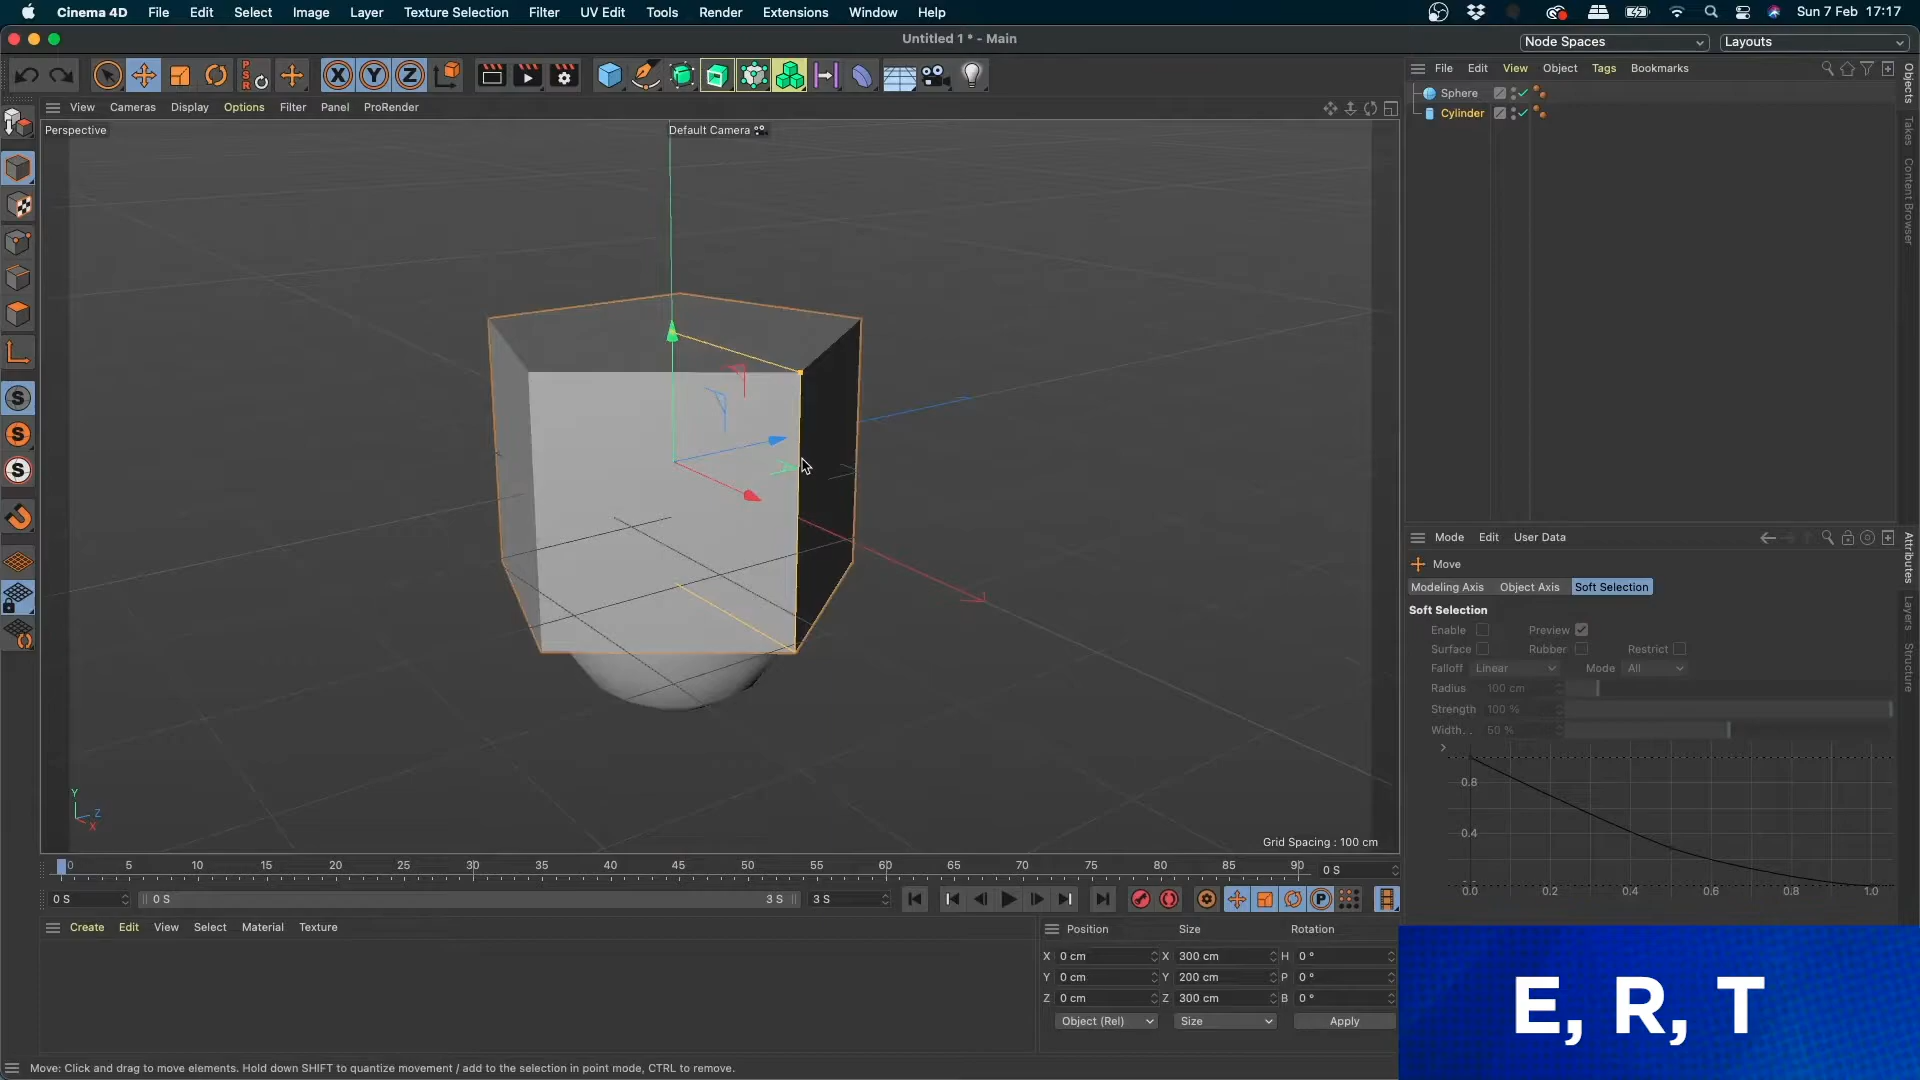 Cinema 4D File Edit Select Image Layer Texture Selection Filter UV Edit Tools Render Extensions Window Help Sun 7 Feb 17:17
Untitled 1 * - Main
Node Spaces Layouts
File Edit View Object Tags Bookmarks
View Cameras Display Options Filter Panel ProRender
Perspective
Default Camera
Sphere
Cylinder
Objects
Takes
Content Browser
Mode Edit User Data
Move
Modeling Axis Object Axis Soft Selection
Soft Selection
Enable Preview
Surface Rubber Restrict
Falloff Linear Mode All
Radius 100 cm
Strength 100 %
Width. . 50 %
0.8
0.4
0.0 0.2 0.4 0.6 0.8 1.0
Attributes
Layers
Structure
Y
Z
X
Grid Spacing : 100 cm
0 5 10 15 20 25 30 35 40 45 50 55 60 65 70 75 80 85 90 0 S
0 S 0 S 3 S 3 S
Create Edit View Select Material Texture
Position Size Rotation
X 0 cm X 300 cm H 0 °
Y 0 cm Y 200 cm P 0 °
Z 0 cm Z 300 cm B 0 °
Object (Rel) Size Apply
E, R, T
Move: Click and drag to move elements. Hold down SHIFT to quantize movement / add to the selection in point mode, CTRL to remove.